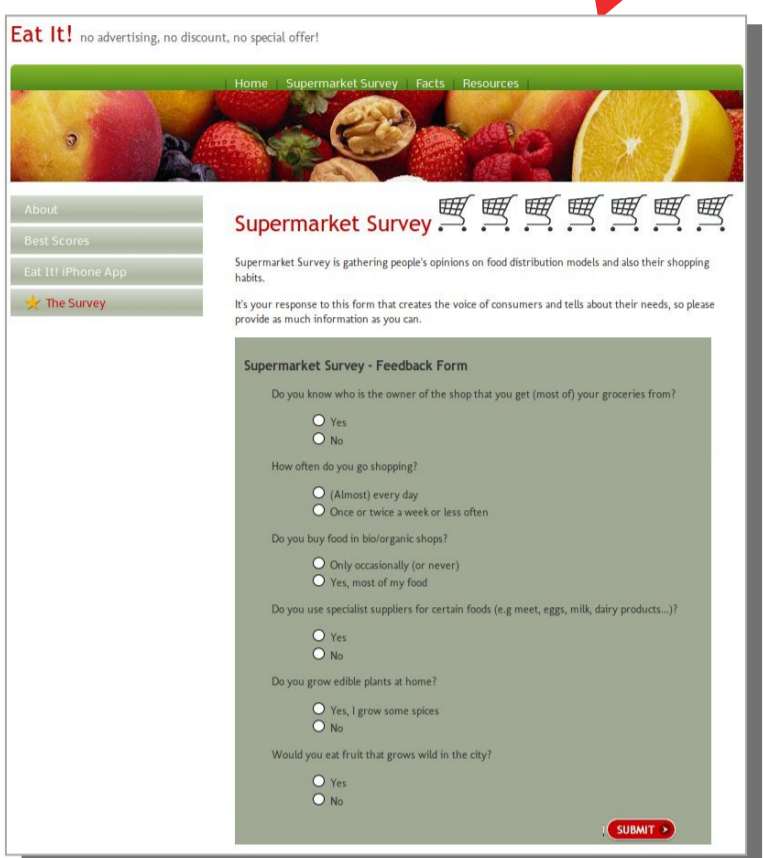 Eat It! no advertising, no discount, no special offer!
| Home | Supermarket Survey | Facts | Resources |
About
Best Scores
Eat It! iPhone App
The Survey
Supermarket Survey
Supermarket Survey is gathering people's opinions on food distribution models and also their shopping
habits.
It's your response to this form that creates the voice of consumers and tells about their needs, so please
provide as much information as you can.
Supermarket Survey - Feedback Form
Do you know who is the owner of the shop that you get (most of) your groceries from?
Yes
No
How often do you go shopping?
(Almost) every day
Once or twice a week or less often
Do you buy food in bio/organic shops?
Only occasionally (or never)
Yes, most of my food
Do you use specialist suppliers for certain foods (e.g meet, eggs, milk, dairy products...)?
Yes
No
Do you grow edible plants at home?
Yes, I grow some spices
No
Would you eat fruit that grows wild in the city?
Yes
No
SUBMIT